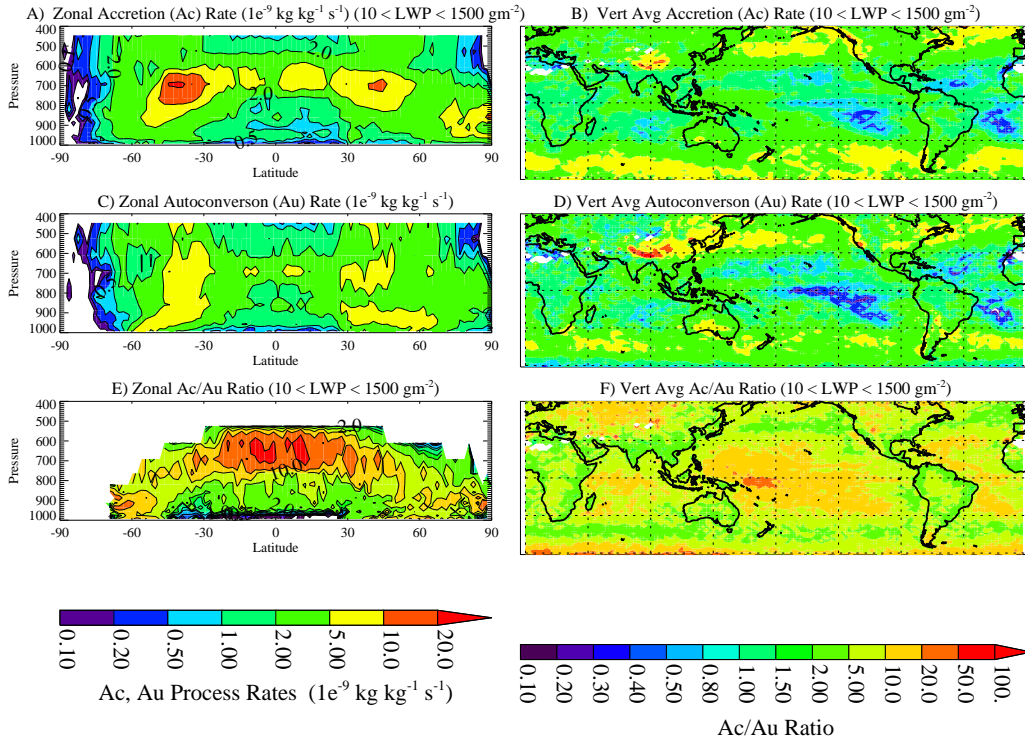 A) Zonal Accretion (Ac) Rate (1e⁻⁹ kg kg⁻¹ s⁻¹) (10 < LWP < 1500 gm⁻²)
B) Vert Avg Accretion (Ac) Rate (10 < LWP < 1500 gm⁻²)
400
500
600
700
800
900
1000
Pressure
2.0
2.0
-90 -60 -30 0 30 60 90
Latitude
C) Zonal Autoconverson (Au) Rate (1e⁻⁹ kg kg⁻¹ s⁻¹)
D) Vert Avg Autoconverson (Au) Rate (10 < LWP < 1500 gm⁻²)
400
500
600
700
800
900
1000
Pressure
-90 -60 -30 0 30 60 90
Latitude
E) Zonal Ac/Au Ratio (10 < LWP < 1500 gm⁻²)
F) Vert Avg Ac/Au Ratio (10 < LWP < 1500 gm⁻²)
400
500
600
700
800
900
1000
Pressure
2.0
2.0
-90 -60 -30 0 30 60 90
Latitude
0.10 0.20 0.50 1.00 2.00 5.00 10.0 20.0
Ac, Au Process Rates (1e⁻⁹ kg kg⁻¹ s⁻¹)
0.10 0.20 0.30 0.40 0.50 0.80 1.00 1.50 2.00 5.00 10.0 20.0 50.0 100.
Ac/Au Ratio